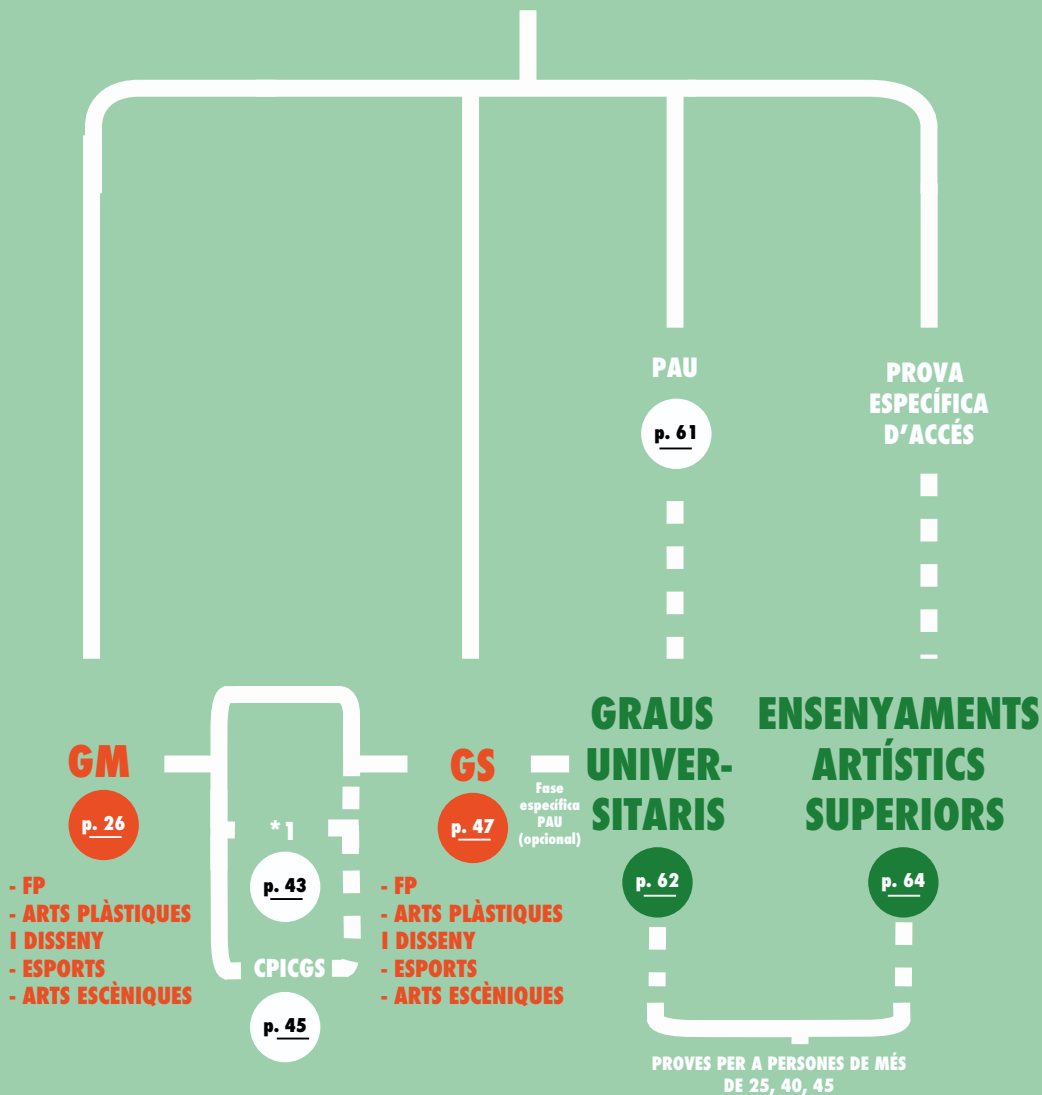 PAU
p. 61
PROVA
ESPECÍFICA
D'ACCÉS
GM
p. 26
- FP
- ARTS PLÀSTIQUES
I DISSENY
- ESPORTS
- ARTS ESCÈNIQUES
*1
p. 43
CPICGS
p. 45
GS
p. 47
- FP
- ARTS PLÀSTIQUES
I DISSENY
- ESPORTS
- ARTS ESCÈNIQUES
Fase
específica
PAU
(opcional)
GRAUS
UNIVER-
SITARIS
p. 62
ENSENYAMENTS
ARTÍSTICS
SUPERIORS
p. 64
PROVES PER A PERSONES DE MÉS
DE 25, 40, 45